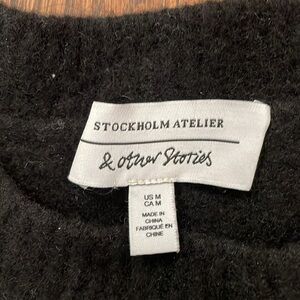 STOCKHOLM ATELIER
& other Stories
US M
CA M
MADE IN
CHINA
FABRIQUÉ EN
CHINE